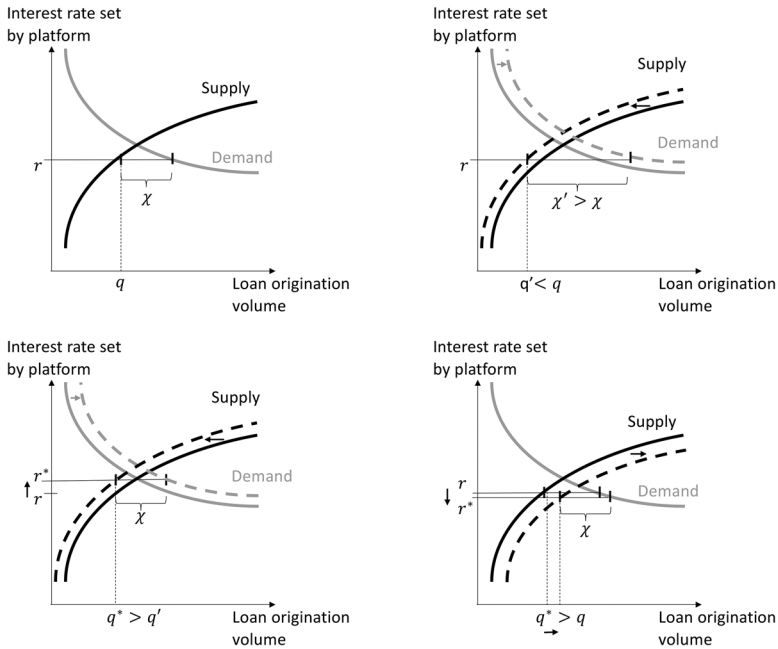 Interest rate set
by platform
Supply
Demand
r
χ
q
Loan origination
volume
Interest rate set
by platform
Supply
Demand
r
χ′ > χ
q′< q
Loan origination
volume
Interest rate set
by platform
Supply
Demand
r*
r
χ
q* > q′
Loan origination
volume
Interest rate set
by platform
Supply
Demand
r
r*
χ
q* > q
Loan origination
volume